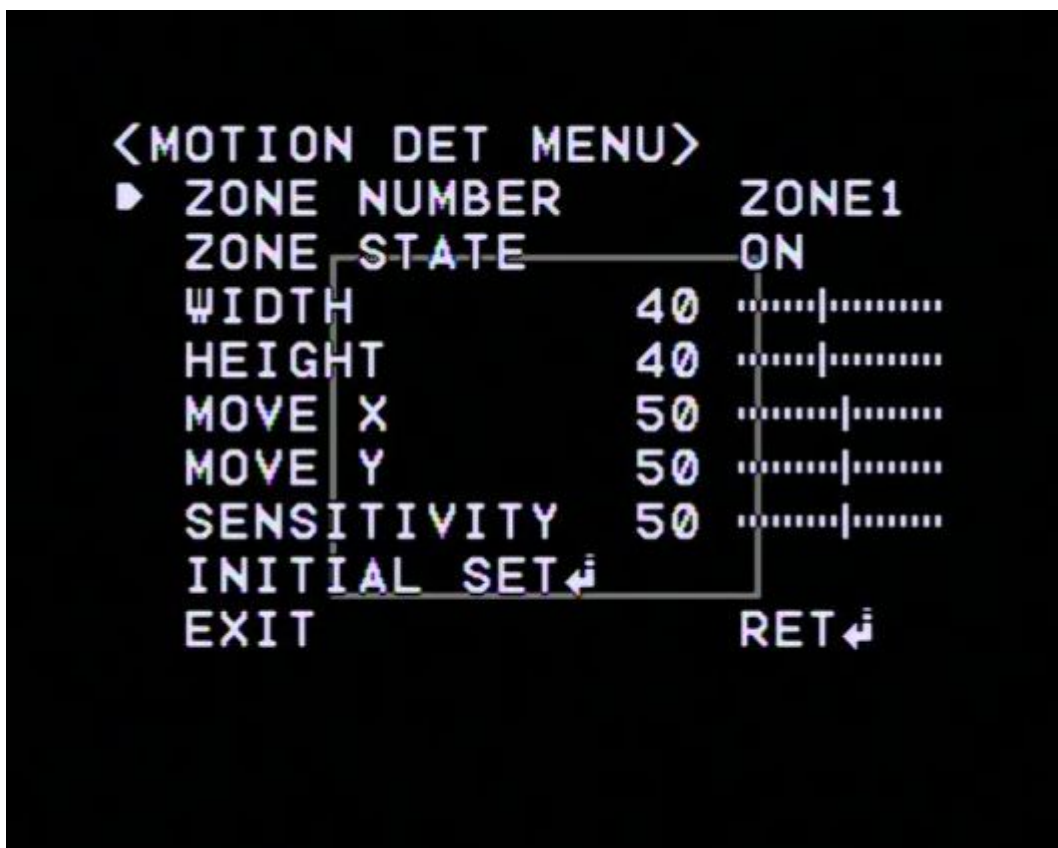 <MOTION DET MENU>
ZONE NUMBER ZONE1
ZONE STATE ON
WIDTH 40
HEIGHT 40
MOVE X 50
MOVE Y 50
SENSITIVITY 50
INITIAL SET↲
EXIT RET↲